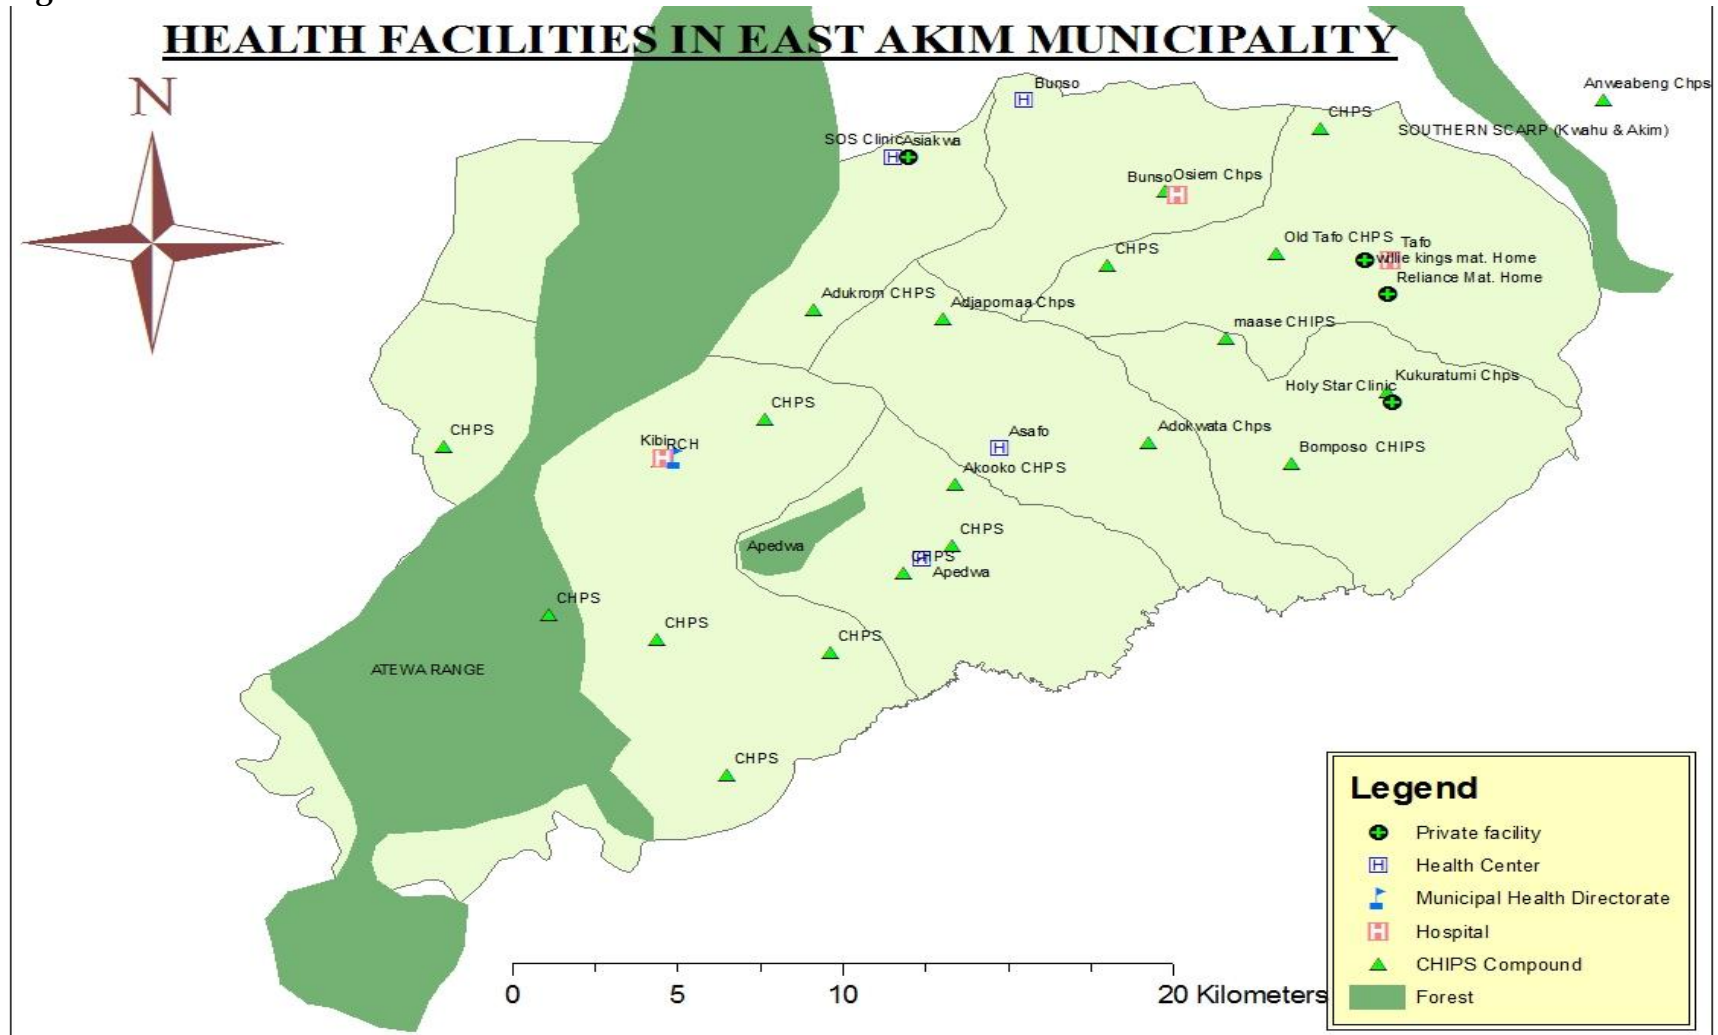 HEALTH FACILITIES IN EAST AKIM MUNICIPALITY
N
Bunso
Anweabeng Chps
CHPS
SOUTHERN SCARP (Kwahu & Akim)
SOS Clinic
Asiakwa
Bunso
Osiem Chps
Old Tafo CHPS
Tafo
CHPS
willie kings mat. Home
Reliance Mat. Home
Adukrom CHPS
Adjapomaa Chps
maase CHIPS
Holy Star Clinic
Kukuratumi Chps
CHPS
CHPS
Kibi
RCH
Asafo
Adokwata Chps
Bomposo CHIPS
Akooko CHPS
CHPS
Apedwa
CHPS
Apedwa
CHPS
CHPS
CHPS
ATEWA RANGE
CHPS
Legend
Private facility
Health Center
Municipal Health Directorate
Hospital
CHIPS Compound
Forest
0 5 10 20 Kilometers